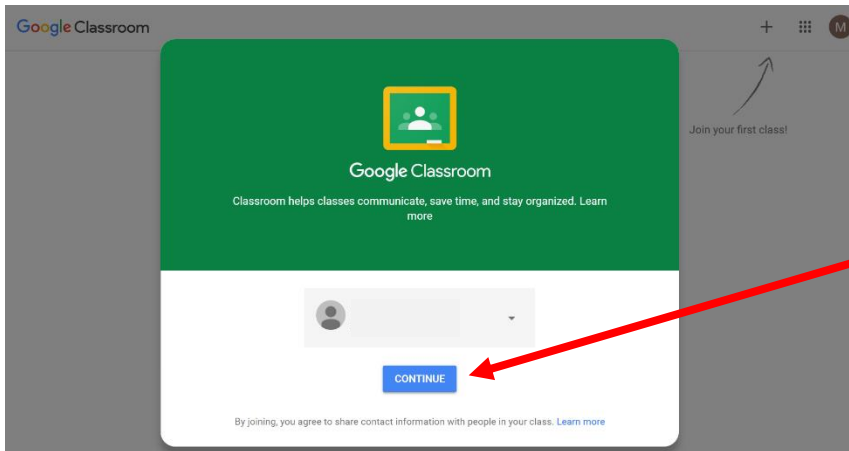 Google Classroom
M
Join your first class!
Google Classroom
Classroom helps classes communicate, save time, and stay organized. Learn
more
CONTINUE
By joining, you agree to share contact information with people in your class. Learn more